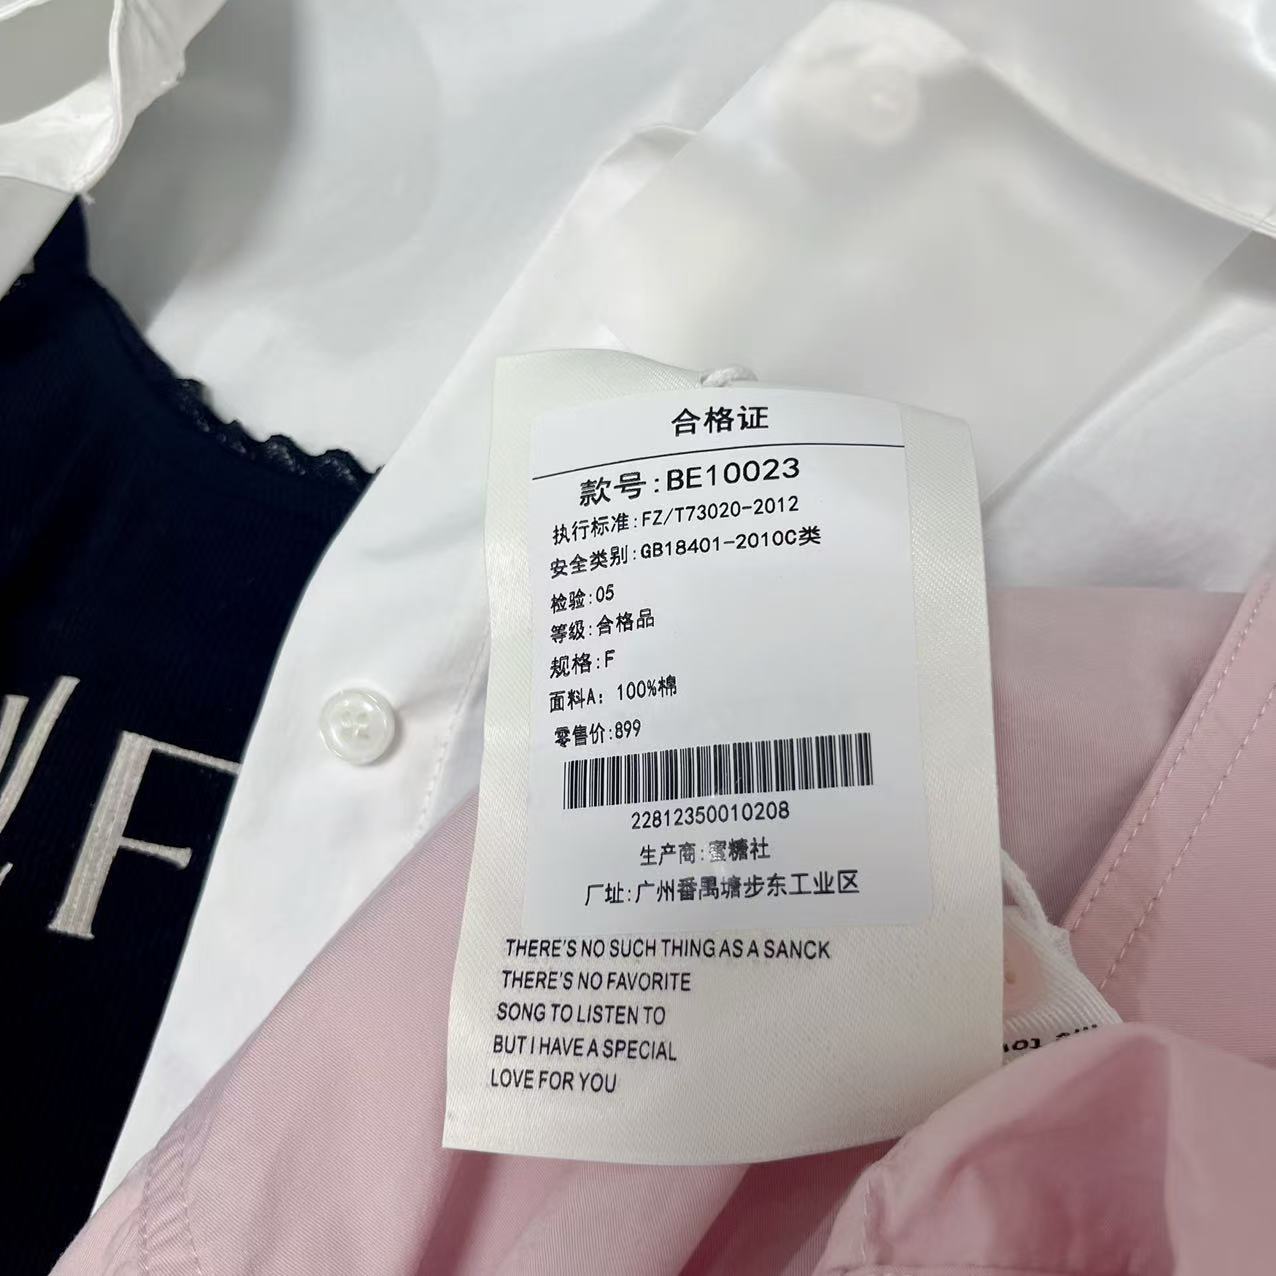 合格证
款号:BE10023
执行标准:FZ/T73020-2012
安全类别:GB18401-2010C类
检验:05
等级:合格品
规格:F
面料A: 100%棉
零售价:899
22812350010208
生产商:蜜糖社
厂址:广州番禺塘步东工业区
THERE'S NO SUCH THING AS A SANCK
THERE'S NO FAVORITE
SONG TO LISTEN TO
BUT I HAVE A SPECIAL
LOVE FOR YOU
F